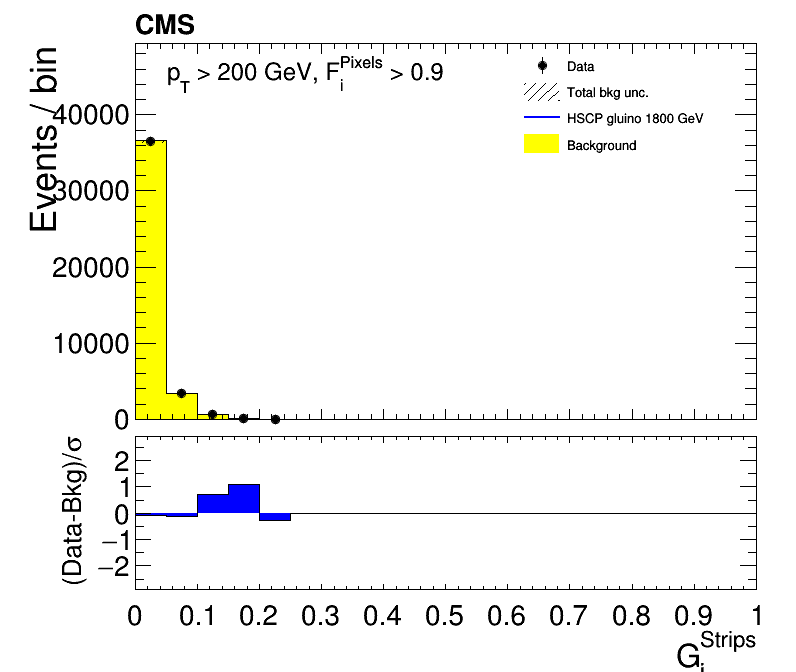 CMS
p_T > 200 GeV, F_i^Pixels > 0.9
Data
Total bkg unc.
HSCP gluino 1800 GeV
Background
Events / bin
40000
30000
20000
10000
0
(Data-Bkg)/σ
2
1
0
−1
−2
0 0.1 0.2 0.3 0.4 0.5 0.6 0.7 0.8 0.9 1
G_i^Strips